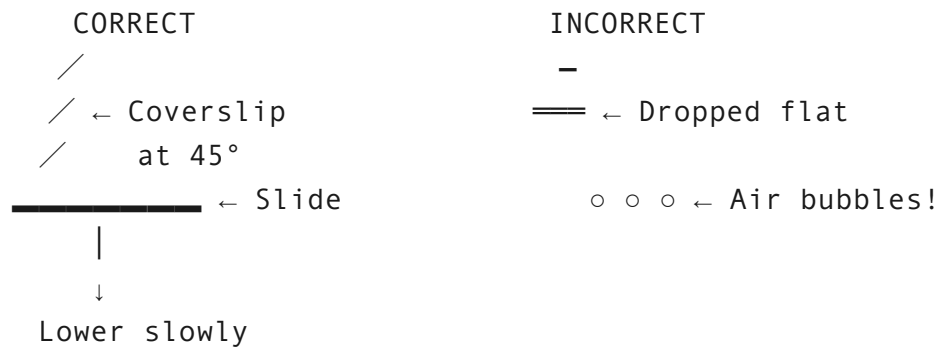 CORRECT INCORRECT
← Coverslip ← Dropped flat
at 45°
← Slide ○ ○ ○ ← Air bubbles!
↓
Lower slowly